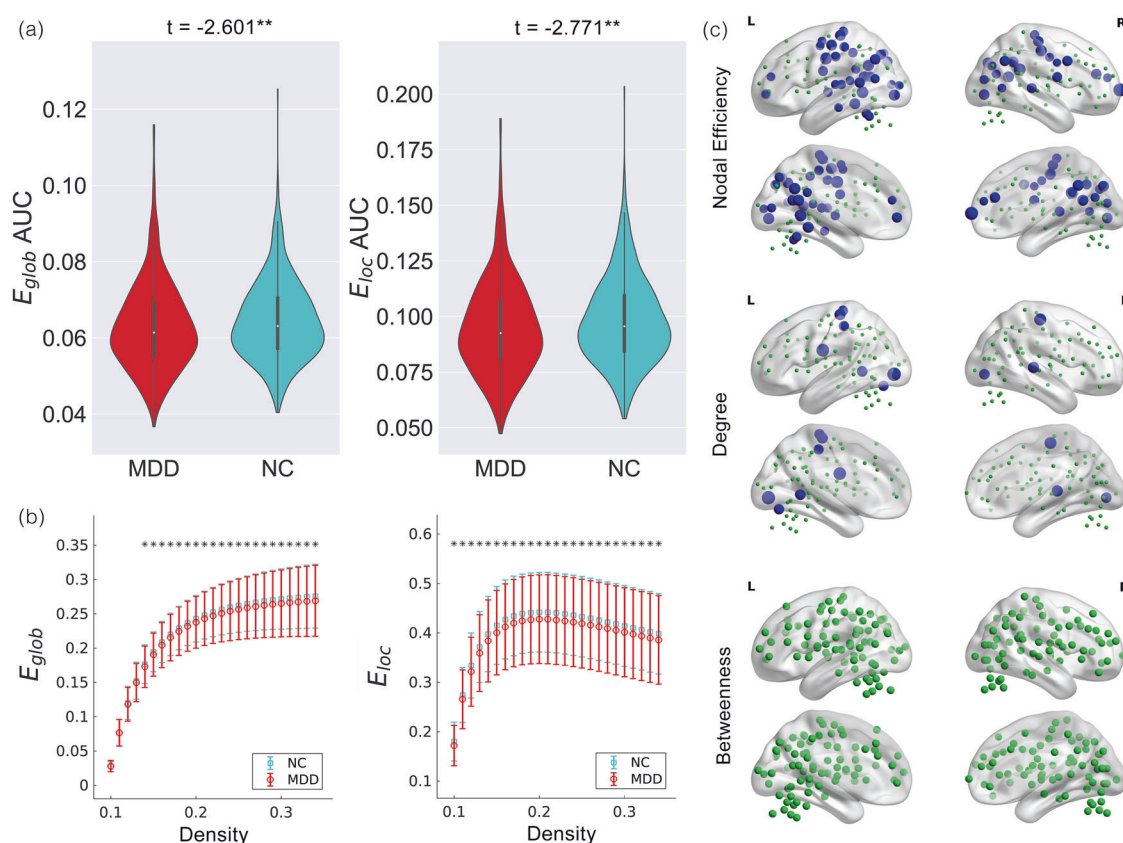 (a)
t = -2.601**
E_glob AUC
0.12
0.10
0.08
0.06
0.04
MDD NC
t = -2.771**
E_loc AUC
0.200
0.175
0.150
0.125
0.100
0.075
0.050
MDD NC
(b)
E_glob
0.35
0.3
0.25
0.2
0.15
0.1
0.05
0
0.1 0.2 0.3
Density
NC
MDD
*************************
E_loc
0.6
0.5
0.4
0.3
0.2
0.1
0.1 0.2 0.3
Density
NC
MDD
(c)
L R
Nodal Efficiency
L
Degree
L
Betweenness